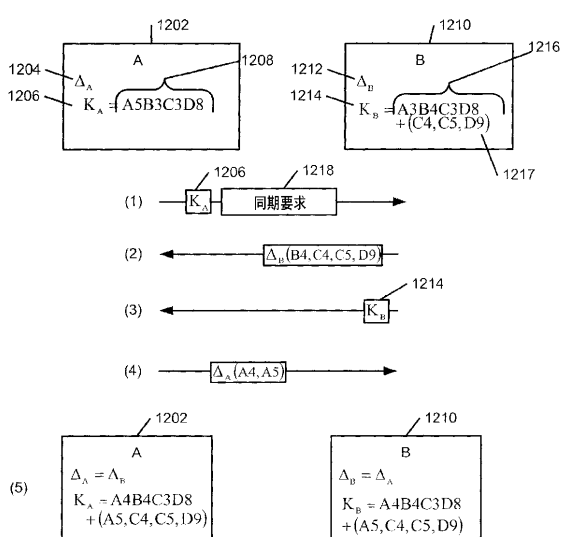 1202
A
1204
Δ_A
1206
K_A = A5B3C3D8
1208
1210
B
1212
Δ_B
1214
K_B = A3B4C3D8
+(C4, C5, D9)
1216
1217
1206
1218
(1)
K_A
同期要求
(2)
Δ_B(B4, C4, C5, D9)
1214
(3)
K_B
(4)
Δ_A(A4, A5)
(5)
1202
A
Δ_A = Λ_B
K_A = A4B4C3D8
+(A5, C4, C5, D9)
1210
B
Δ_B = Δ_A
K_B = A4B4C3D8
+(A5, C4, C5, D9)